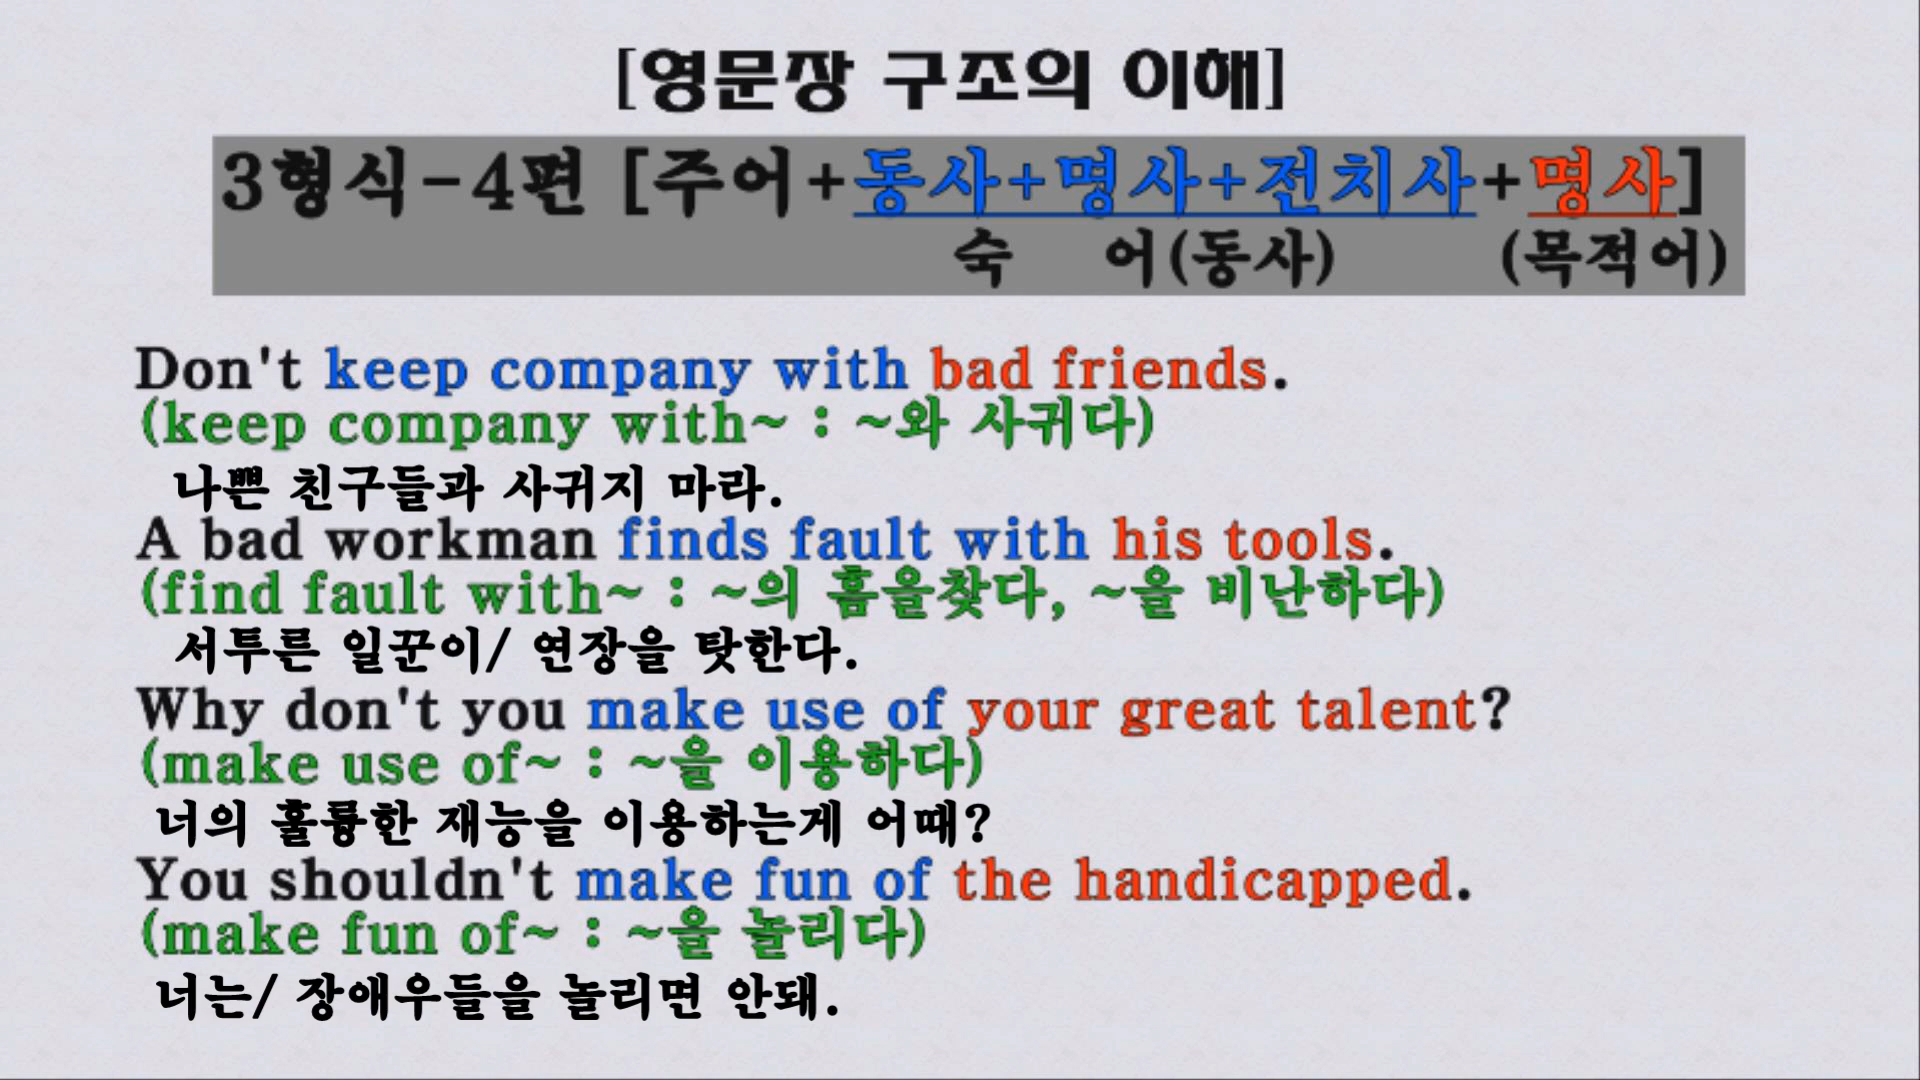 [영문장 구조의 이해]
3형식-4편 [주어+동사+명사+전치사+명사]
숙 어(동사) (목적어)
Don't keep company with bad friends.
(keep company with~ : ~와 사귀다)
나쁜 친구들과 사귀지 마라.
A bad workman finds fault with his tools.
(find fault with~ : ~의 흠을찾다, ~을 비난하다)
서투른 일꾼이/ 연장을 탓한다.
Why don't you make use of your great talent?
(make use of~ : ~을 이용하다)
너의 훌륭한 재능을 이용하는게 어때?
You shouldn't make fun of the handicapped.
(make fun of~ : ~을 놀리다)
너는/ 장애우들을 놀리면 안돼.